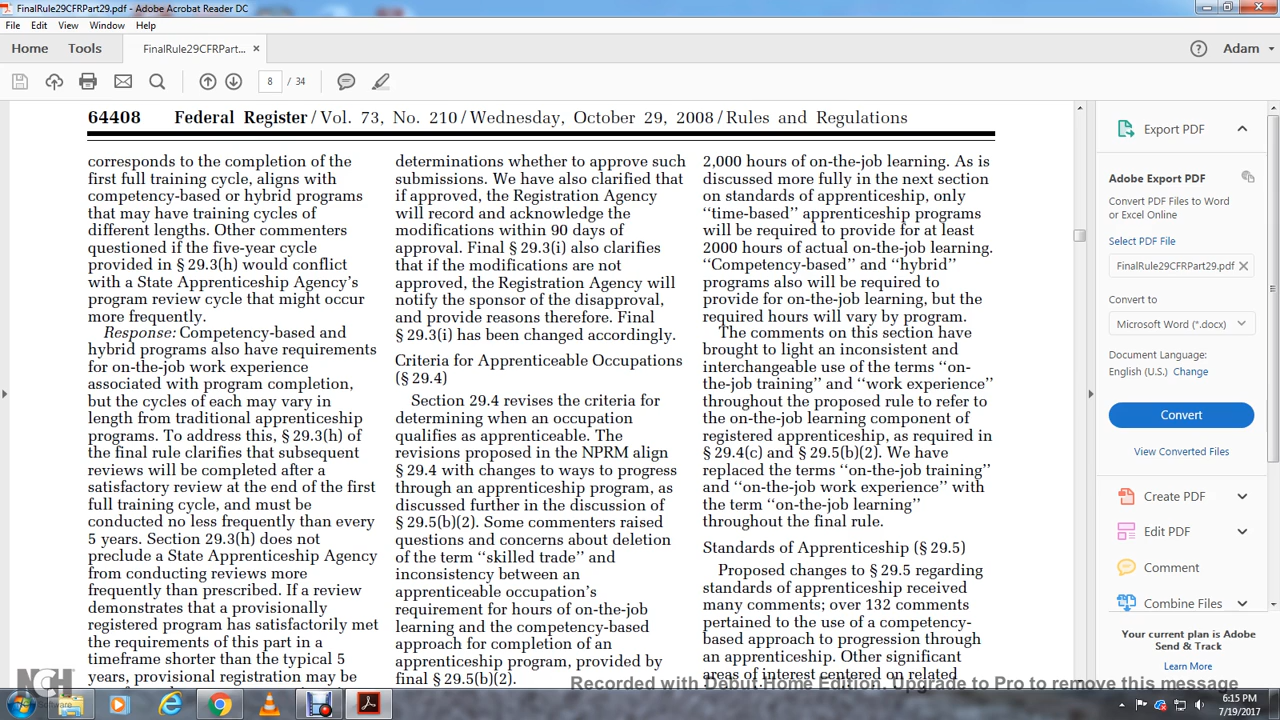 FinalRule29CFRPart29.pdf - Adobe Acrobat Reader DC
File Edit View Window Help
Home Tools FinalRule29CFRPart... × Adam
8 / 34
64408 Federal Register / Vol. 73, No. 210 / Wednesday, October 29, 2008 / Rules and Regulations
corresponds to the completion of the
first full training cycle, aligns with
competency-based or hybrid programs
that may have training cycles of
different lengths. Other commenters
questioned if the five-year cycle
provided in § 29.3(h) would conflict
with a State Apprenticeship Agency’s
program review cycle that might occur
more frequently.
Response: Competency-based and
hybrid programs also have requirements
for on-the-job work experience
associated with program completion,
but the cycles of each may vary in
length from traditional apprenticeship
programs. To address this, § 29.3(h) of
the final rule clarifies that subsequent
reviews will be completed after a
satisfactory review at the end of the first
full training cycle, and must be
conducted no less frequently than every
5 years. Section 29.3(h) does not
preclude a State Apprenticeship Agency
from conducting reviews more
frequently than prescribed. If a review
demonstrates that a provisionally
registered program has satisfactorily met
the requirements of this part in a
timeframe shorter than the typical 5
years, provisional registration may be
determinations whether to approve such
submissions. We have also clarified that
if approved, the Registration Agency
will record and acknowledge the
modifications within 90 days of
approval. Final § 29.3(i) also clarifies
that if the modifications are not
approved, the Registration Agency will
notify the sponsor of the disapproval,
and provide reasons therefore. Final
§ 29.3(i) has been changed accordingly.
Criteria for Apprenticeable Occupations
(§ 29.4)
Section 29.4 revises the criteria for
determining when an occupation
qualifies as apprenticeable. The
revisions proposed in the NPRM align
§ 29.4 with changes to ways to progress
through an apprenticeship program, as
discussed further in the discussion of
§ 29.5(b)(2). Some commenters raised
questions and concerns about deletion
of the term ‘‘skilled trade’’ and
inconsistency between an
apprenticeable occupation’s
requirement for hours of on-the-job
learning and the competency-based
approach for completion of an
apprenticeship program, provided by
final § 29.5(b)(2).
2,000 hours of on-the-job learning. As is
discussed more fully in the next section
on standards of apprenticeship, only
‘‘time-based’’ apprenticeship programs
will be required to provide for at least
2000 hours of actual on-the-job learning.
‘‘Competency-based’’ and ‘‘hybrid’’
programs also will be required to
provide for on-the-job learning, but the
required hours will vary by program.
The comments on this section have
brought to light an inconsistent and
interchangeable use of the terms ‘‘on-
the-job training’’ and ‘‘work experience’’
throughout the proposed rule to refer to
the on-the-job learning component of
registered apprenticeship, as required in
§ 29.4(c) and § 29.5(b)(2). We have
replaced the terms ‘‘on-the-job training’’
and ‘‘on-the-job work experience’’ with
the term ‘‘on-the-job learning’’
throughout the final rule.
Standards of Apprenticeship (§ 29.5)
Proposed changes to § 29.5 regarding
standards of apprenticeship received
many comments; over 132 comments
pertained to the use of a competency-
based approach to progression through
an apprenticeship. Other significant
areas of interest centered on related
Export PDF
Adobe Export PDF
Convert PDF Files to Word
or Excel Online
Select PDF File
FinalRule29CFRPart29.pdf ×
Convert to
Microsoft Word (*.docx)
Document Language:
English (U.S.) Change
Convert
View Converted Files
Create PDF
Edit PDF
Comment
Combine Files
Your current plan is Adobe
Send & Track
Learn More
NCH Software
Recorded with Debut Home Edition. Upgrade to Pro to remove this message
6:15 PM
7/19/2017